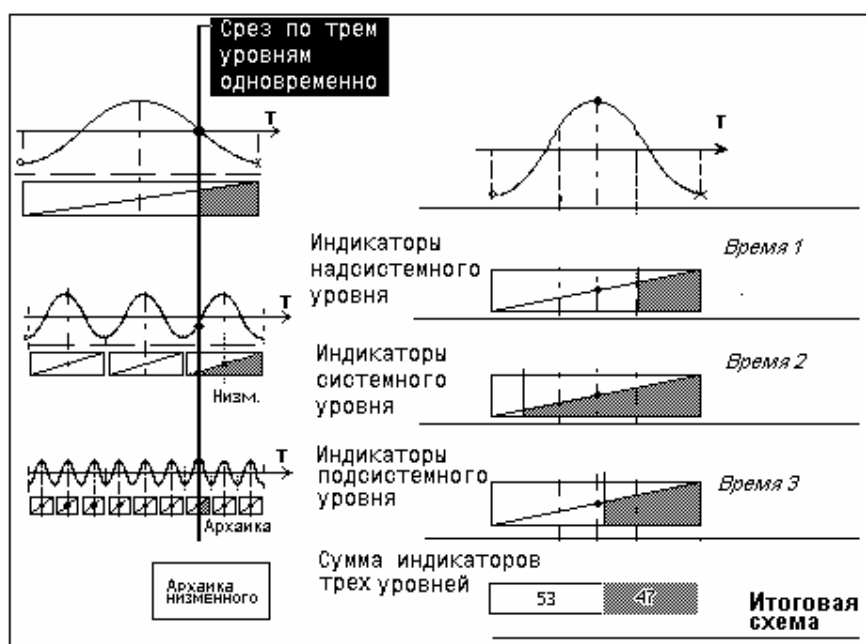 Срез по трем
уровням
одновременно
T
T
Индикаторы
надсистемного
уровня
Время 1
T
Низм.
Индикаторы
системного
уровня
Время 2
T
Архаика
Индикаторы
подсистемного
уровня
Время 3
Архаика
низменного
Сумма индикаторов
трех уровней
53
47
Итоговая
схема